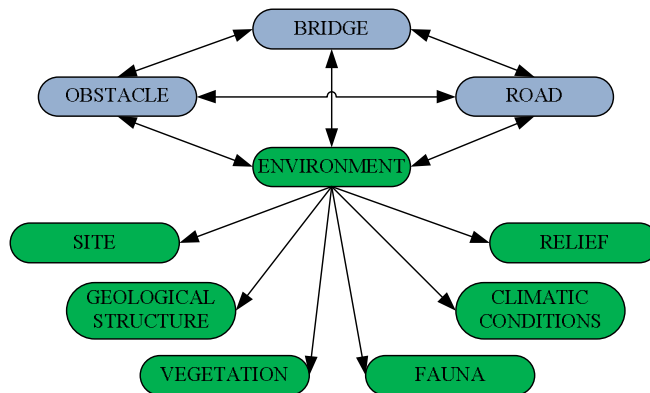 BRIDGE
OBSTACLE
ROAD
ENVIRONMENT
SITE
RELIEF
GEOLOGICAL
STRUCTURE
CLIMATIC
CONDITIONS
VEGETATION
FAUNA